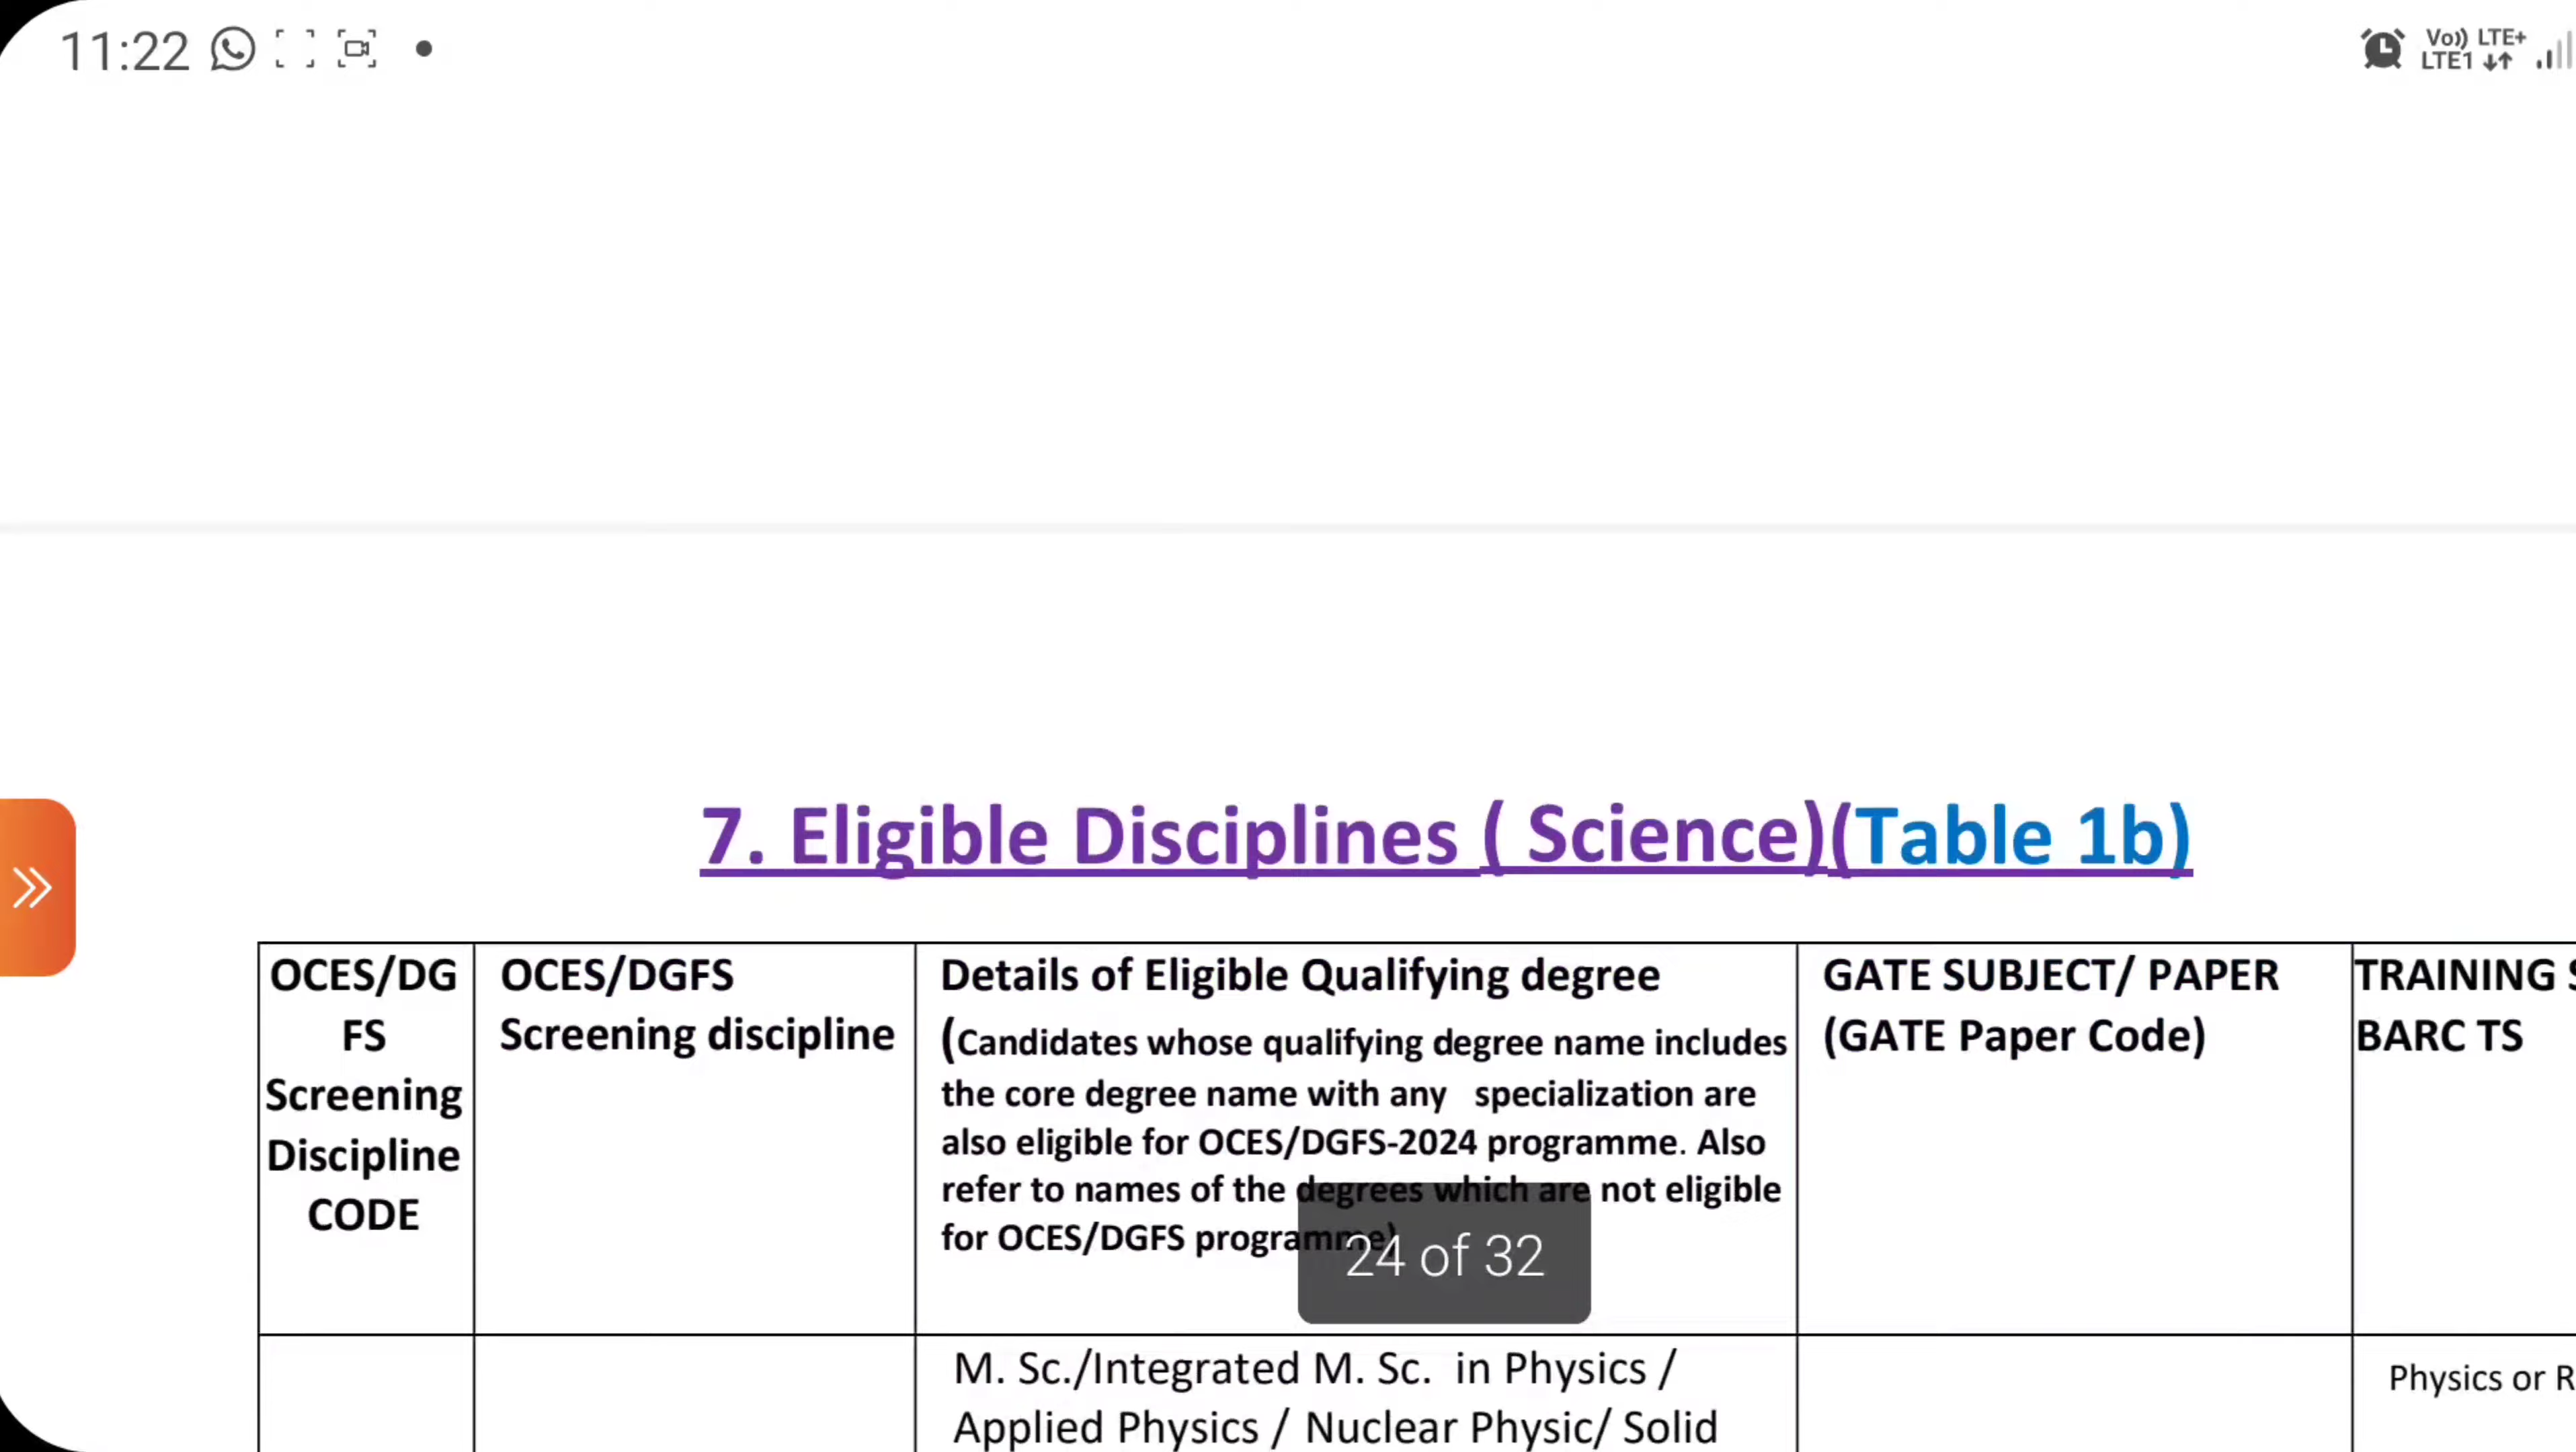 11:22
Vo)) LTE+
LTE1
7. Eligible Disciplines ( Science)(Table 1b)
OCES/DG
FS
Screening
Discipline
CODE
OCES/DGFS
Screening discipline
Details of Eligible Qualifying degree
(Candidates whose qualifying degree name includes
the core degree name with any specialization are
also eligible for OCES/DGFS-2024 programme. Also
refer to names of the degrees which are not eligible
for OCES/DGFS programme)
GATE SUBJECT/ PAPER
(GATE Paper Code)
TRAINING
BARC TS
24 of 32
M. Sc./Integrated M. Sc. in Physics /
Applied Physics / Nuclear Physic/ Solid
Physics or